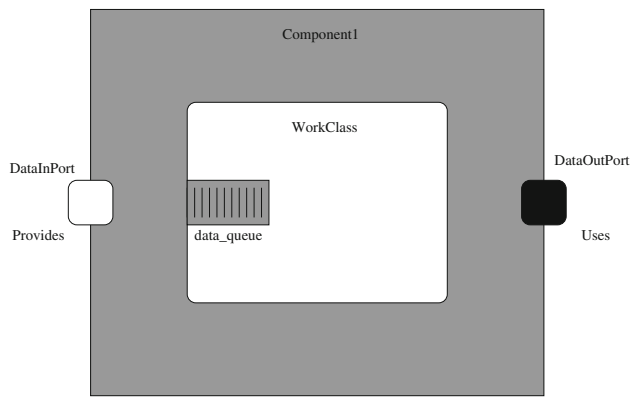 Component1
WorkClass
DataInPort
DataOutPort
Provides
data_queue
Uses